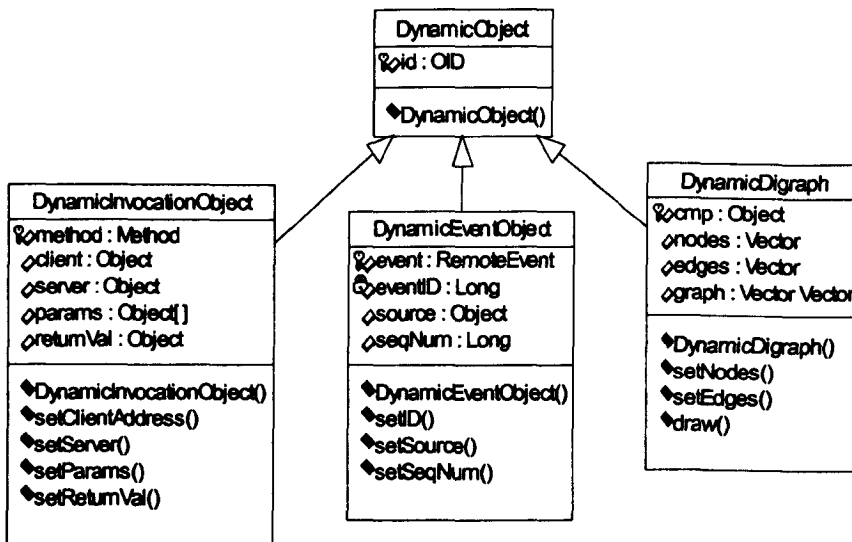 DynamicObject
id : OID
DynamicObject()
DynamicInvocationObject
method : Method
client : Object
server : Object
params : Object[]
returnVal : Object
DynamicInvocationObject()
setClientAddress()
setServer()
setParams()
setReturnVal()
DynamicEventObject
event : RemoteEvent
eventID : Long
source : Object
seqNum : Long
DynamicEventObject()
setID()
setSource()
setSeqNum()
DynamicDigraph
cmp : Object
nodes : Vector
edges : Vector
graph : Vector Vector
DynamicDigraph()
setNodes()
setEdges()
draw()